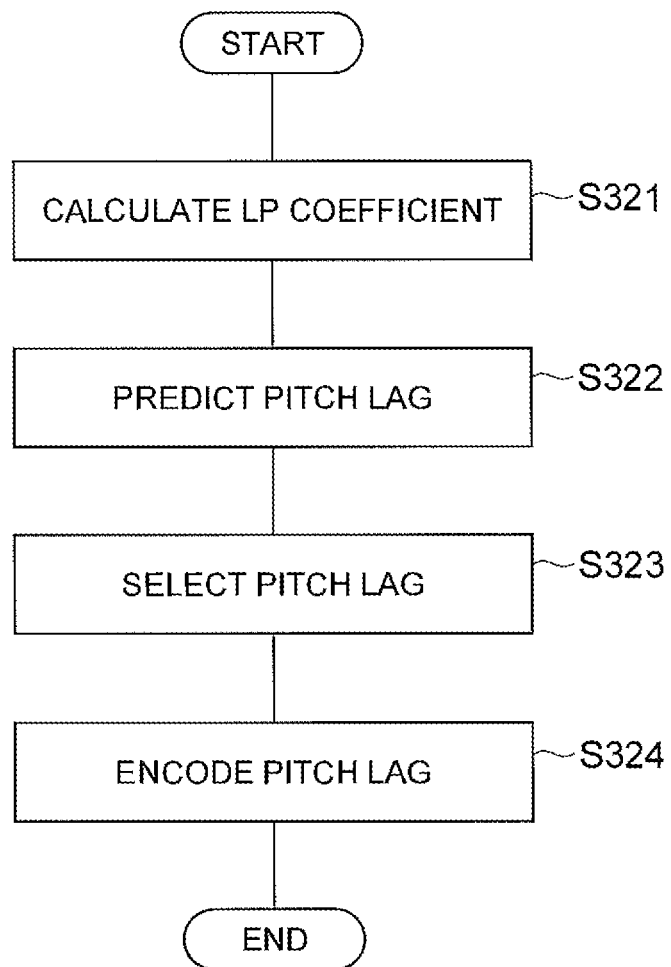 START
CALCULATE LP COEFFICIENT
S321
PREDICT PITCH LAG
S322
SELECT PITCH LAG
S323
ENCODE PITCH LAG
S324
END